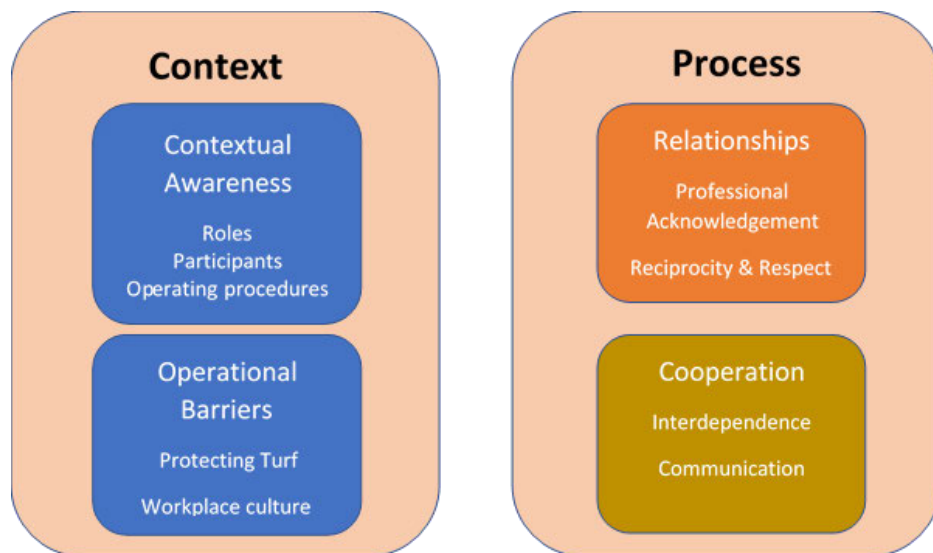 Context
Contextual
Awareness
Roles
Participants
Operating procedures
Operational
Barriers
Protecting Turf
Workplace culture
Process
Relationships
Professional
Acknowledgement
Reciprocity & Respect
Cooperation
Interdependence
Communication